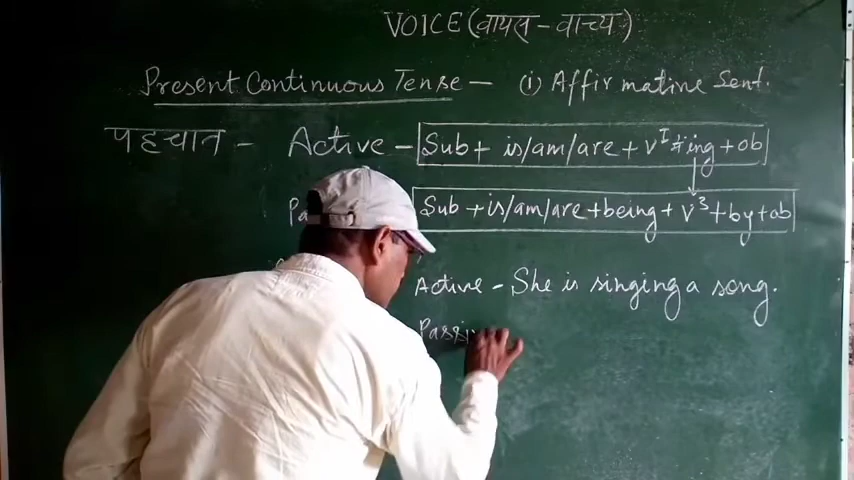 VOICE (वायस - वाच्य)
Present Continuous Tense - (i) Affirmative Sent.
पहचान - Active - Sub + is/am/are + V I + ing + ob
Sub + is/am/are + being + V3 + by + ob
Active - She is singing a song.